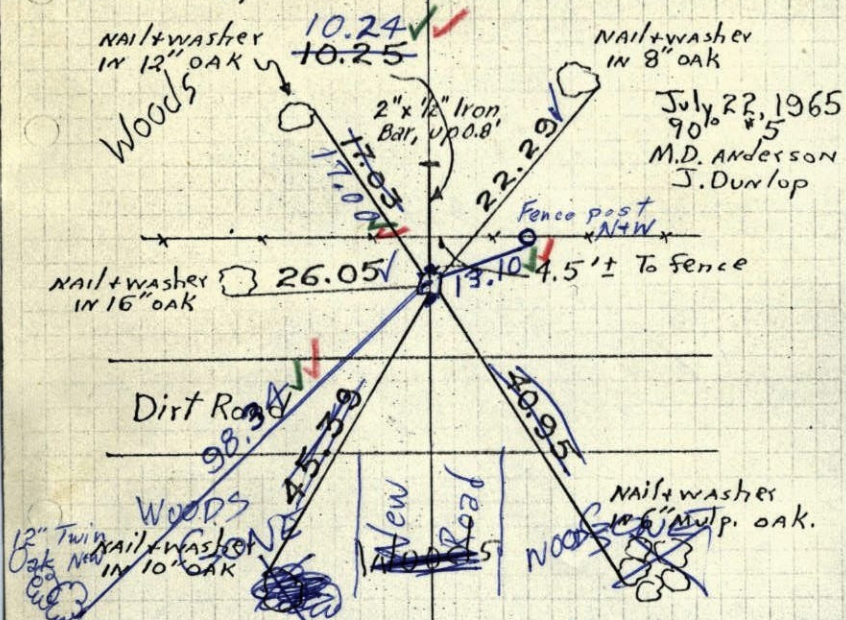 10.24
10.25
NAIL+WASHER
IN 12" OAK
Woods
2"x 1/2" Iron
Bar, up 0.8'
NAIL+WASHER
IN 8" OAK
July 22, 1965
90° #5
M.D. Anderson
J. Dunlop
17.03
17.00
22.29
Fence post
N+W
NAIL+WASHER
IN 16" OAK
26.05
13.10
4.5'± To fence
Dirt Road
98.34
45.39
40.95
WOODS
GONE
New Road
Woods
WOODS
GONE
NAIL+WASHER
IN 6" Mulp. OAK.
12" Twin
Oak N+W
NAIL+WASHER
IN 10" OAK